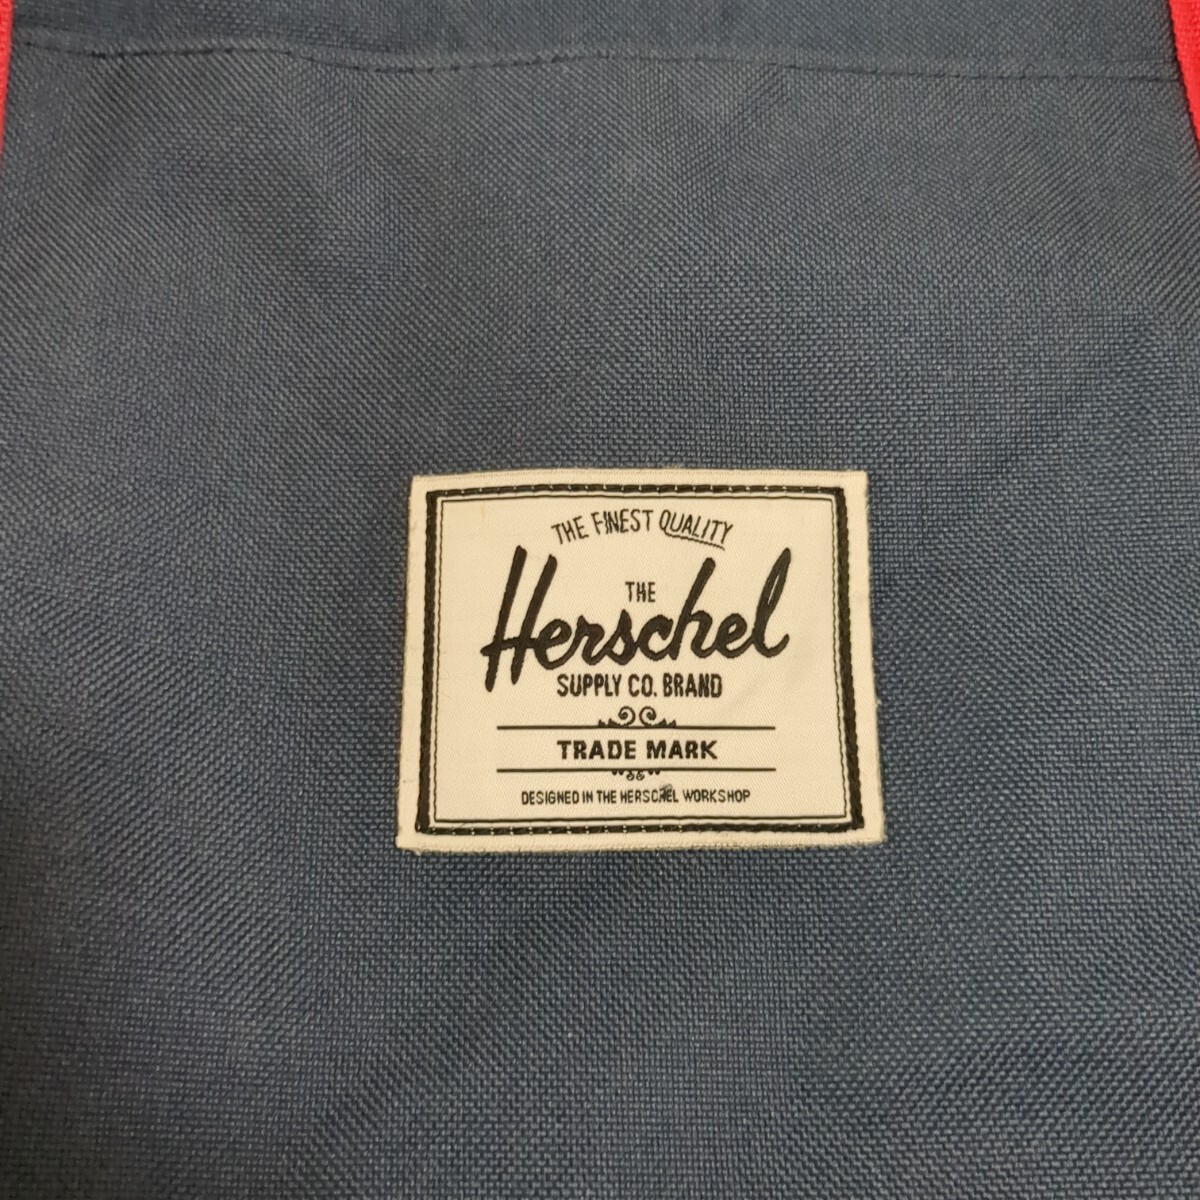 THE FINEST QUALITY
THE
Herschel
SUPPLY CO. BRAND
TRADE MARK
DESIGNED IN THE HERSCHEL WORKSHOP